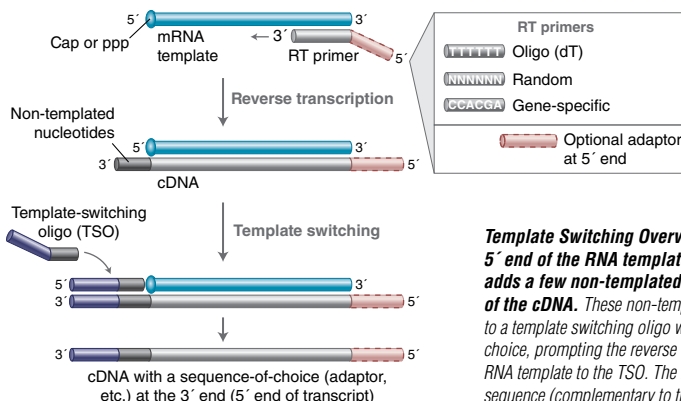 5´
3´
Cap or ppp
mRNA
template
← 3´
RT primer
5´
RT primers
TTTTTT Oligo (dT)
NNNNNN Random
CCACGA Gene-specific
Optional adaptor
at 5´ end
Reverse transcription
Non-templated
nucleotides
5´
3´
3´
5´
cDNA
Template-switching
oligo (TSO)
Template switching
5´
3´
3´
5´
3´
5´
cDNA with a sequence-of-choice (adaptor,
etc.) at the 3´ end (5´ end of transcript)
Template Switching Overv
5´ end of the RNA templat
adds a few non-templated
of the cDNA. These non-temp
to a template switching oligo w
choice, prompting the reverse
RNA template to the TSO. The
sequence (complementary to th